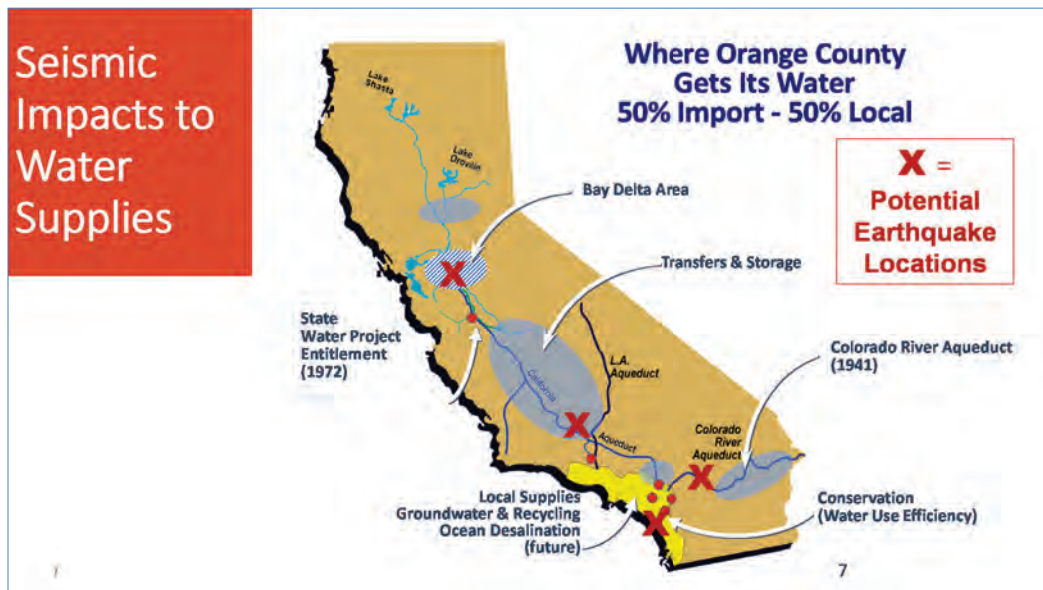 Seismic
Impacts to
Water
Supplies
Where Orange County
Gets Its Water
50% Import - 50% Local
X =
Potential
Earthquake
Locations
Lake
Shasta
Lake
Oroville
Bay Delta Area
X
Transfers & Storage
State
Water Project
Entitlement
(1972)
L.A.
Aqueduct
California
Aqueduct
X
Colorado River Aqueduct
(1941)
Colorado
River
Aqueduct
X
Local Supplies
Groundwater & Recycling
Ocean Desalination
(future)
X
Conservation
(Water Use Efficiency)
7